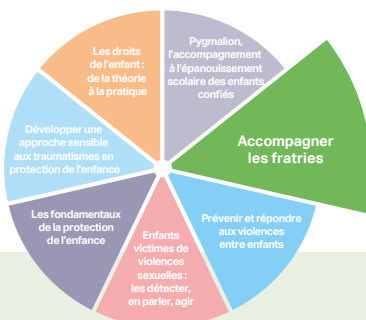 Pygmalion,
l'accompagnement
à l'épanouissement
scolaire des enfants
confiés
Accompagner
les fratries
Prévenir et répondre
aux violences
entre enfants
Enfants
victimes de
violences
sexuelles :
les détecter,
en parler, agir
Les fondamentaux
de la protection
de l'enfance
Développer une
approche sensible
aux traumatismes en
protection de l'enfance
Les droits
de l'enfant :
de la théorie
à la pratique